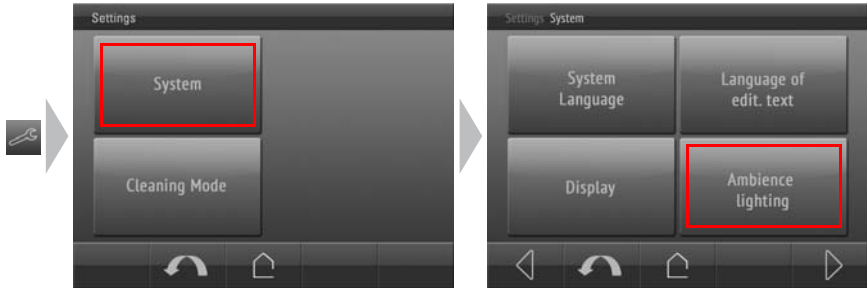 Settings
System
Cleaning Mode
Settings System
System
Language
Language of
edit. text
Display
Ambience
lighting